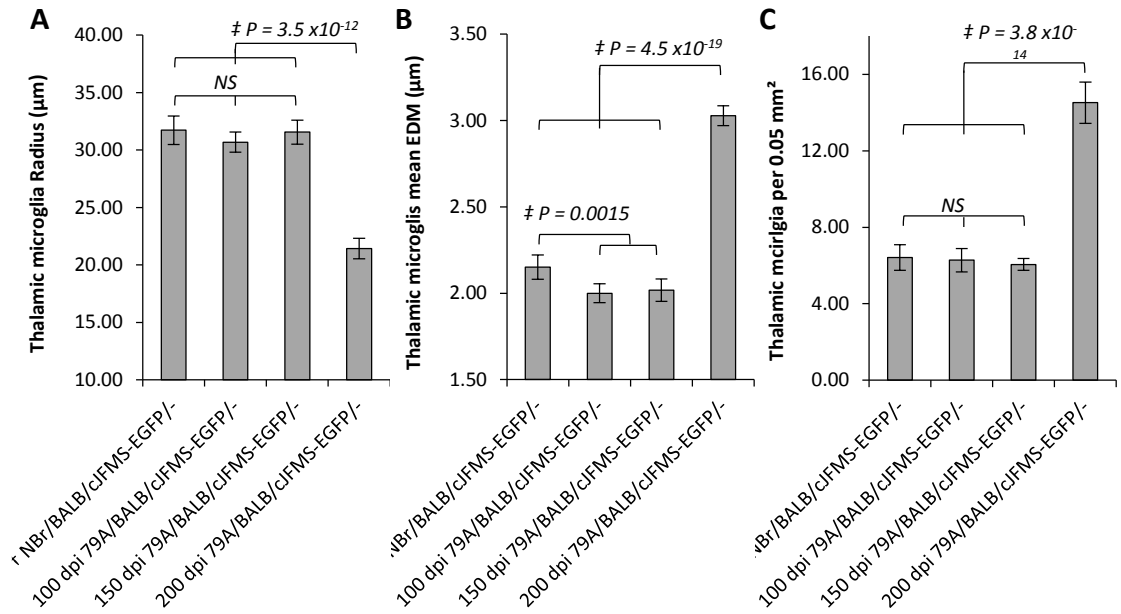 A
‡ P = 3.5 x10-12
40.00
35.00
30.00
25.00
20.00
15.00
10.00
NS
Thalamic microglia Radius (µm)
r NBr/BALB/cJFMS-EGFP/-
100 dpi 79A/BALB/cJFMS-EGFP/-
150 dpi 79A/BALB/cJFMS-EGFP/-
200 dpi 79A/BALB/cJFMS-EGFP/-
B
‡ P = 4.5 x10-19
3.50
3.00
2.50
2.00
1.50
‡ P = 0.0015
Thalamic microglis mean EDM (µm)
NBr/BALB/cJFMS-EGFP/-
100 dpi 79A/BALB/cJFMS-EGFP/-
150 dpi 79A/BALB/cJFMS-EGFP/-
200 dpi 79A/BALB/cJFMS-EGFP/-
C
‡ P = 3.8 x10-
14
16.00
12.00
8.00
4.00
0.00
NS
Thalamic mcirlgia per 0.05 mm²
NBr/BALB/cJFMS-EGFP/-
100 dpi 79A/BALB/cJFMS-EGFP/-
150 dpi 79A/BALB/cJFMS-EGFP/-
200 dpi 79A/BALB/cJFMS-EGFP/-